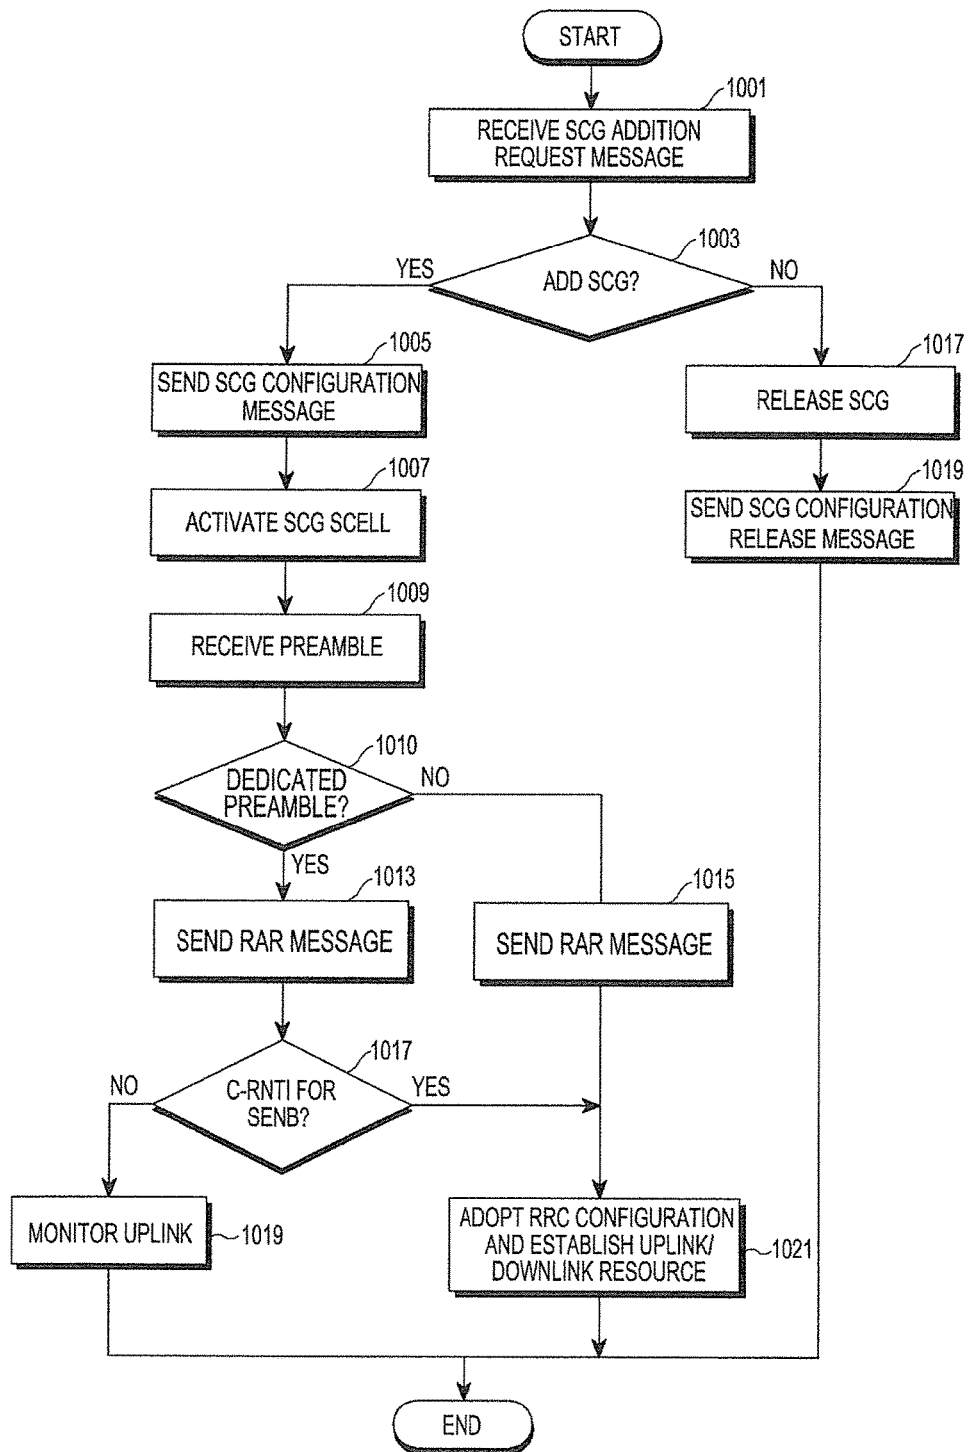 START
1001
RECEIVE SCG ADDITION
REQUEST MESSAGE
1003
ADD SCG?
YES
NO
1005
SEND SCG CONFIGURATION
MESSAGE
1017
RELEASE SCG
1007
ACTIVATE SCG SCELL
1019
SEND SCG CONFIGURATION
RELEASE MESSAGE
1009
RECEIVE PREAMBLE
1010
DEDICATED
PREAMBLE?
NO
YES
1013
SEND RAR MESSAGE
1015
SEND RAR MESSAGE
1017
C-RNTI FOR
SENB?
NO
YES
MONITOR UPLINK
1019
ADOPT RRC CONFIGURATION
AND ESTABLISH UPLINK/
DOWNLINK RESOURCE
1021
END